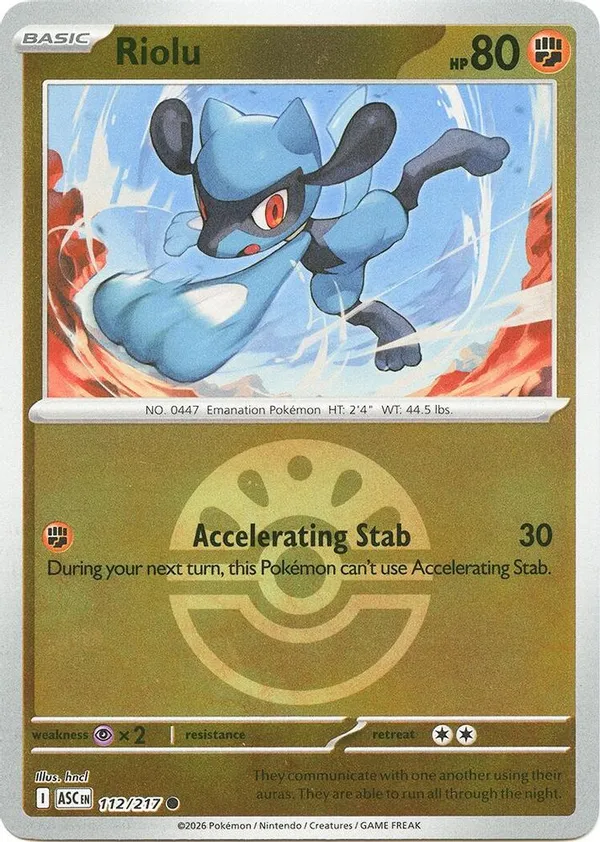 BASIC Riolu HP 80
NO. 0447 Emanation Pokémon HT: 2'4" WT: 44.5 lbs.
Accelerating Stab 30
During your next turn, this Pokémon can't use Accelerating Stab.
weakness ×2 resistance retreat
Illus. hncl
They communicate with one another using their
auras. They are able to run all through the night.
I ASC EN 112/217
©2026 Pokémon / Nintendo / Creatures / GAME FREAK